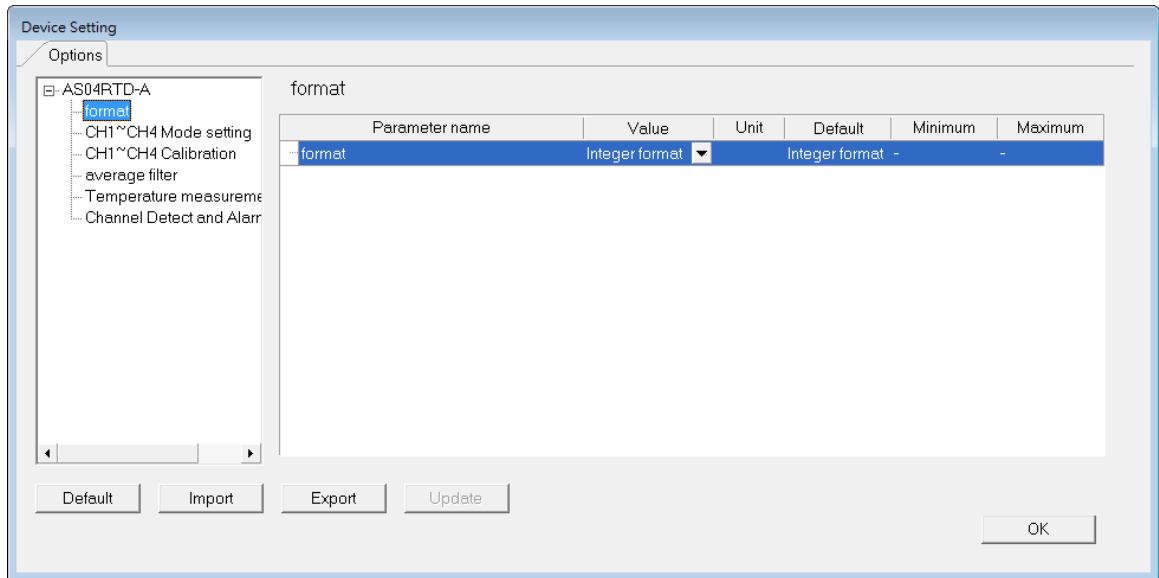 Device Setting
Options
AS04RTD-A
format
CH1~CH4 Mode setting
CH1~CH4 Calibration
average filter
Temperature measureme
Channel Detect and Alarr
format
Parameter name Value Unit Default Minimum Maximum
format Integer format Integer format - -
Default Import Export Update
OK